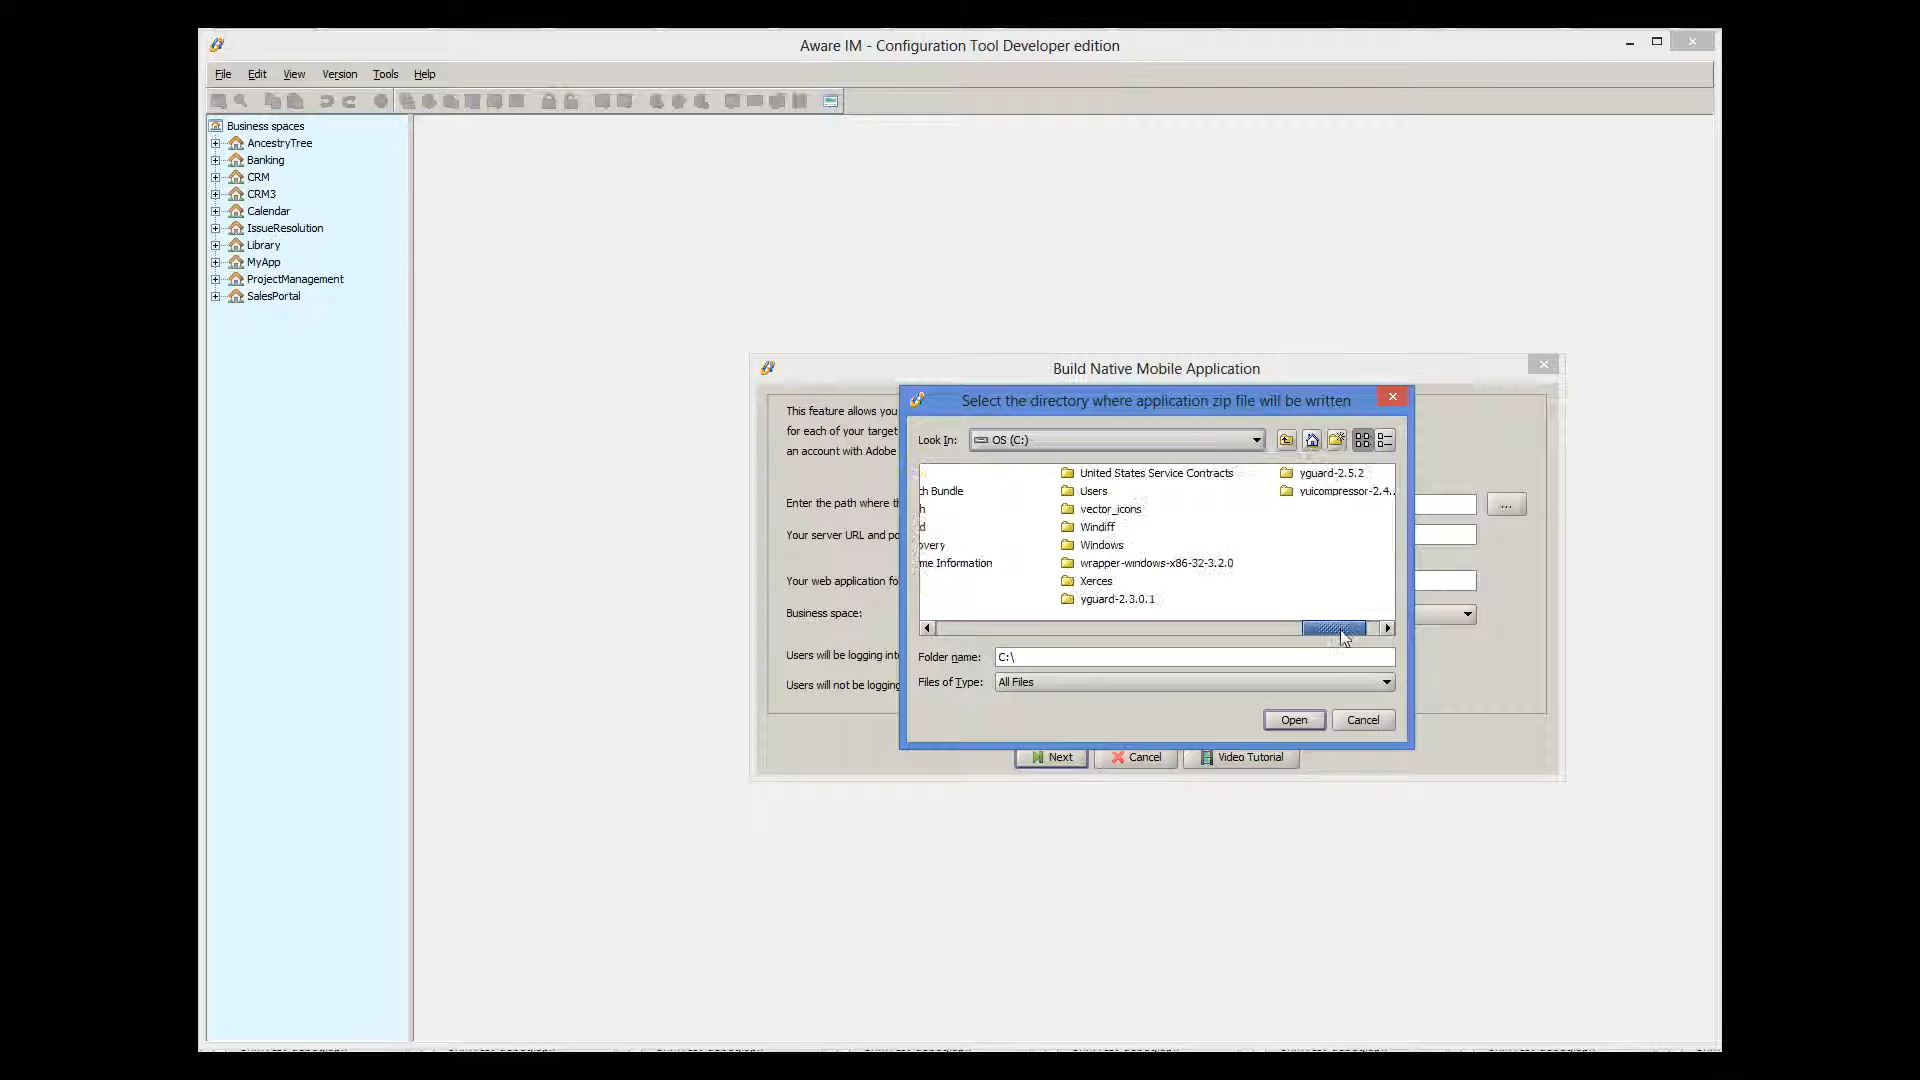 Aware IM - Configuration Tool Developer edition
File Edit View Version Tools Help
Business spaces
AncestryTree
Banking
CRM
CRM3
Calendar
IssueResolution
Library
MyApp
ProjectManagement
SalesPortal
Build Native Mobile Application
This feature allows you
for each of your target
an account with Adobe
Enter the path where th
...
Your server URL and po
Your web application fo
Business space:
Users will be logging int
Users will not be logging
Next Cancel Video Tutorial
Select the directory where application zip file will be written
Look In: OS (C:)
United States Service Contracts yguard-2.5.2
ch Bundle Users yuicompressor-2.4..
h vector_icons
d Windiff
overy Windows
me Information wrapper-windows-x86-32-3.2.0
Xerces
yguard-2.3.0.1
Folder name: C:\
Files of Type: All Files
Open Cancel